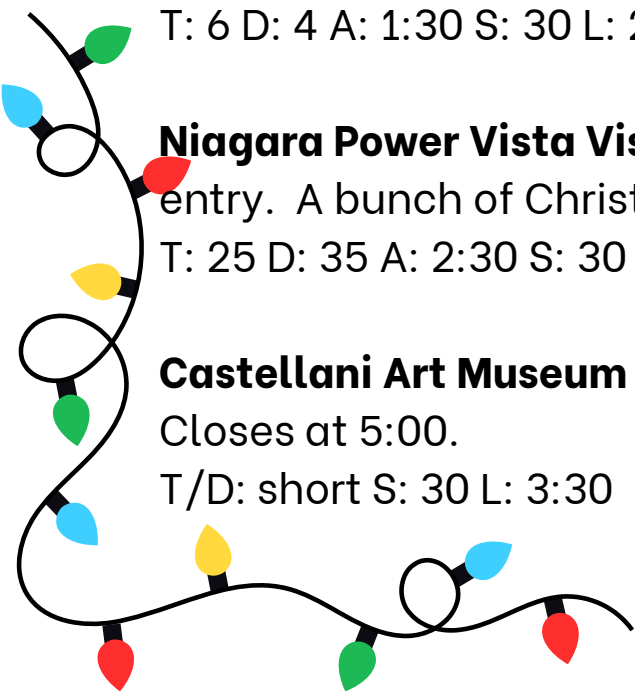 T: 6 D: 4 A: 1:30 S: 30 L:
Niagara Power Vista
entry.  A bunch of
T: 25 D: 35 A: 2:30 S: 30
Castellani Art Museum
Closes at 5:00.
T/D: short S: 30 L: 3:30